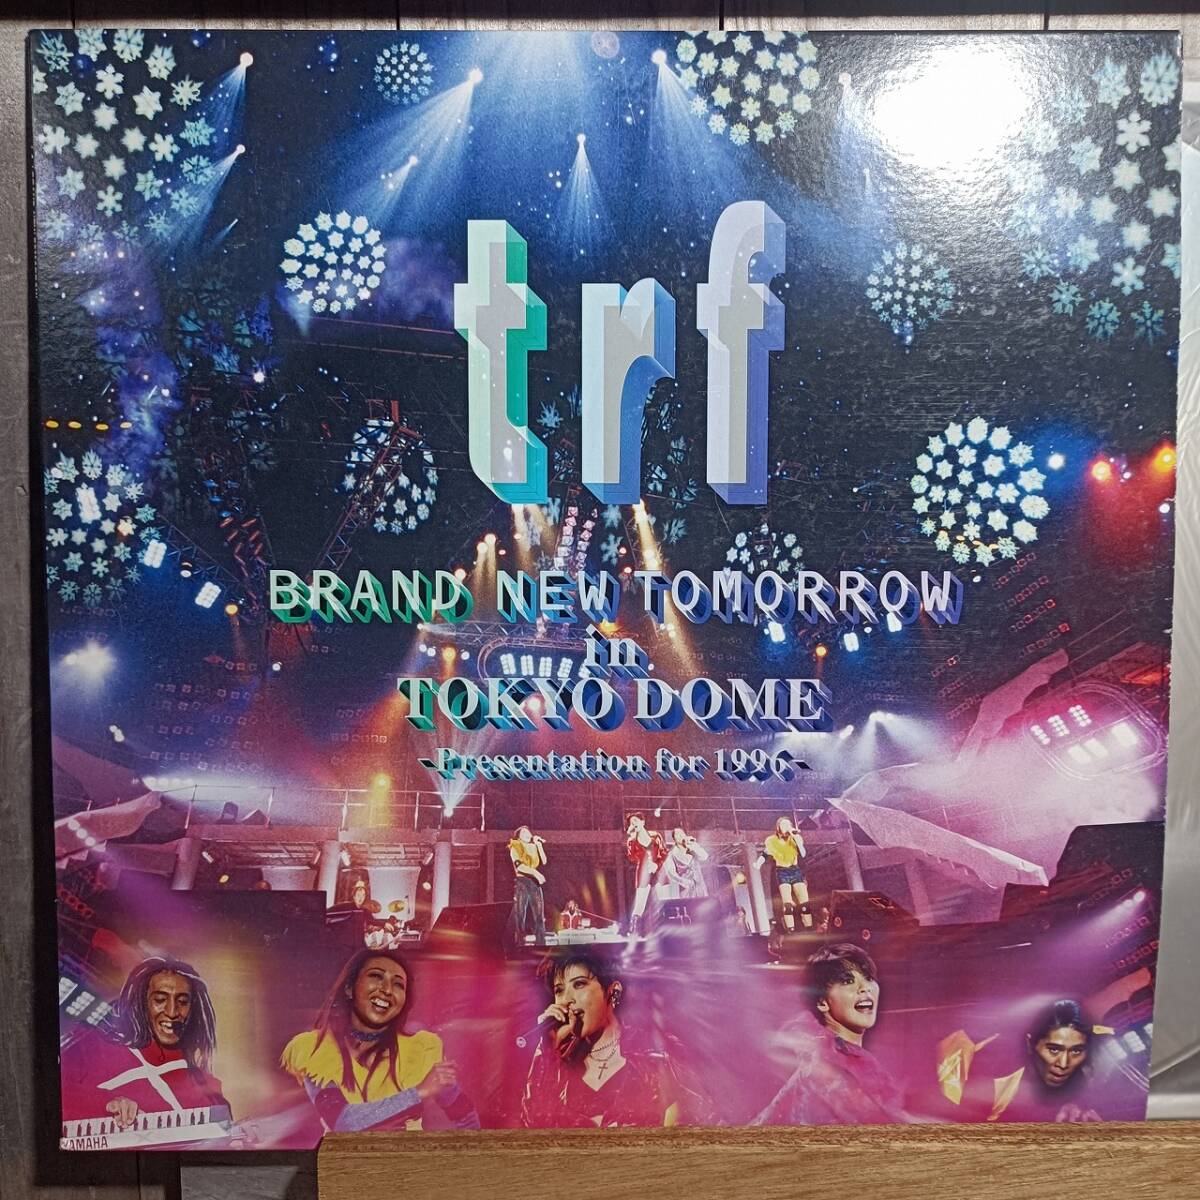 trf
BRAND NEW TOMORROW
in
TOKYO DOME
-Presentation for 1996-
YAMAHA